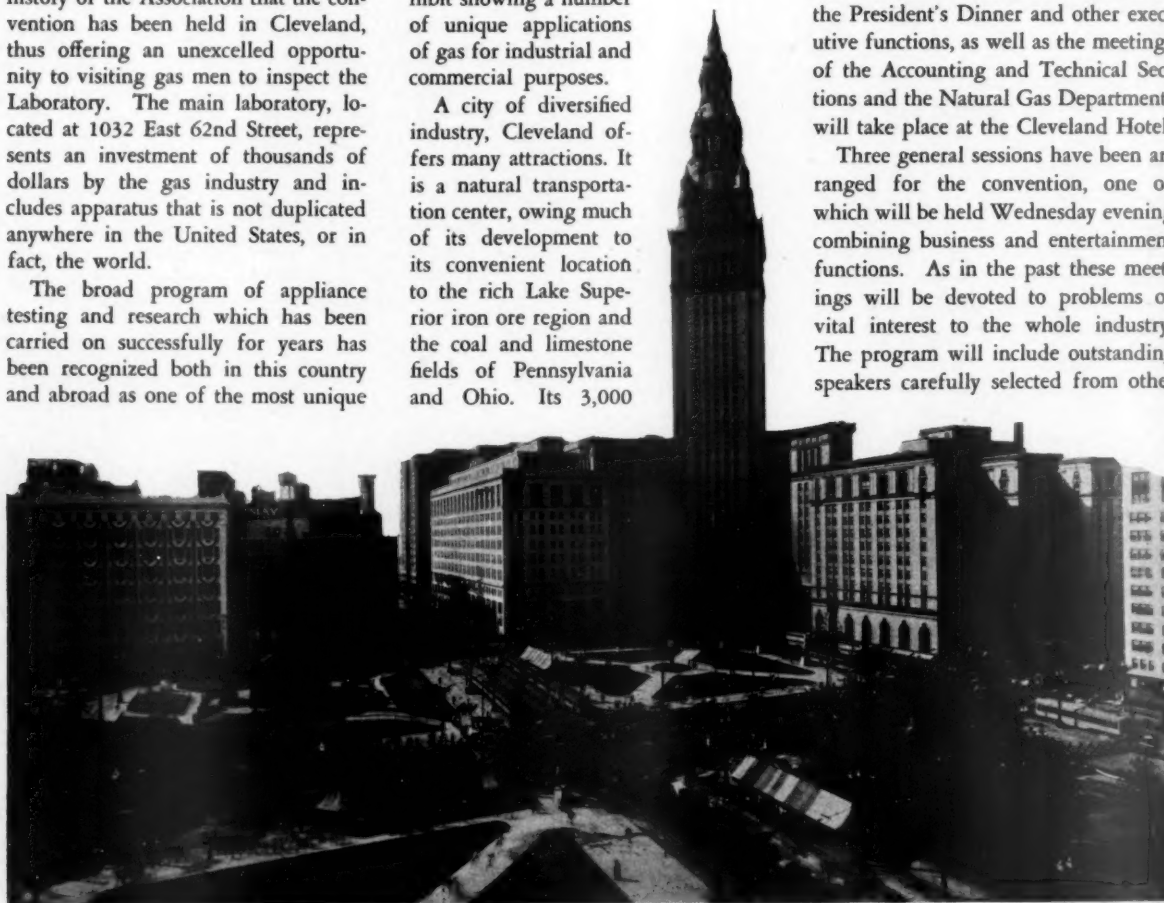 history of the Association that the con-
vention has been held in Cleveland,
thus offering an unexcelled opportu-
nity to visiting gas men to inspect the
Laboratory. The main laboratory, lo-
cated at 1032 East 62nd Street, repre-
sents an investment of thousands of
dollars by the gas industry and in-
cludes apparatus that is not duplicated
anywhere in the United States, or in
fact, the world.
The broad program of appliance
testing and research which has been
carried on successfully for years has
been recognized both in this country
and abroad as one of the most unique
hibit showing a number
of unique applications
of gas for industrial and
commercial purposes.
A city of diversified
industry, Cleveland of-
fers many attractions. It
is a natural transporta-
tion center, owing much
of its development to
its convenient location
to the rich Lake Supe-
rior iron ore region and
the coal and limestone
fields of Pennsylvania
and Ohio. Its 3,000
the President's Dinner and other exec
utive functions, as well as the meeting
of the Accounting and Technical Sec
tions and the Natural Gas Department
will take place at the Cleveland Hotel
Three general sessions have been ar
ranged for the convention, one o
which will be held Wednesday evening
combining business and entertainmen
functions. As in the past these meet
ings will be devoted to problems o
vital interest to the whole industry
The program will include outstandin
speakers carefully selected from othe